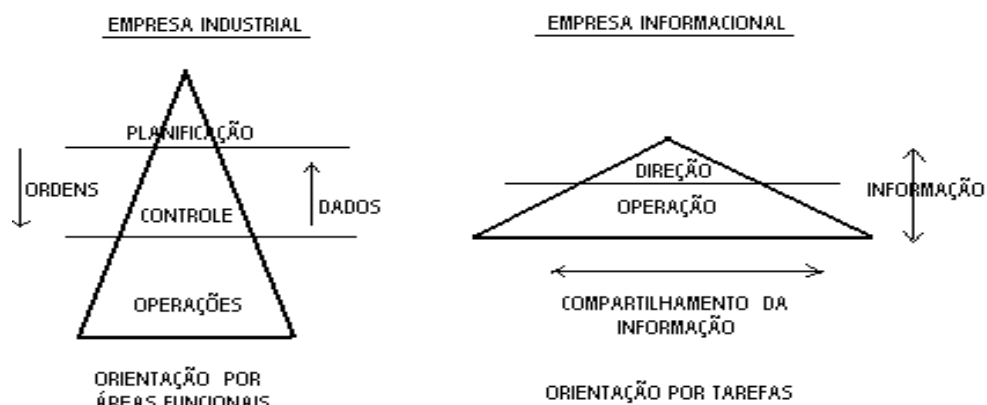 EMPRESA INDUSTRIAL
PLANIFICAÇÃO
ORDENS
CONTROLE
DADOS
OPERAÇÕES
ORIENTAÇÃO POR
ÁREAS FUNCIONAIS
EMPRESA INFORMACIONAL
DIREÇÃO
OPERAÇÃO
INFORMAÇÃO
COMPARTILHAMENTO DA
INFORMAÇÃO
ORIENTAÇÃO POR TAREFAS